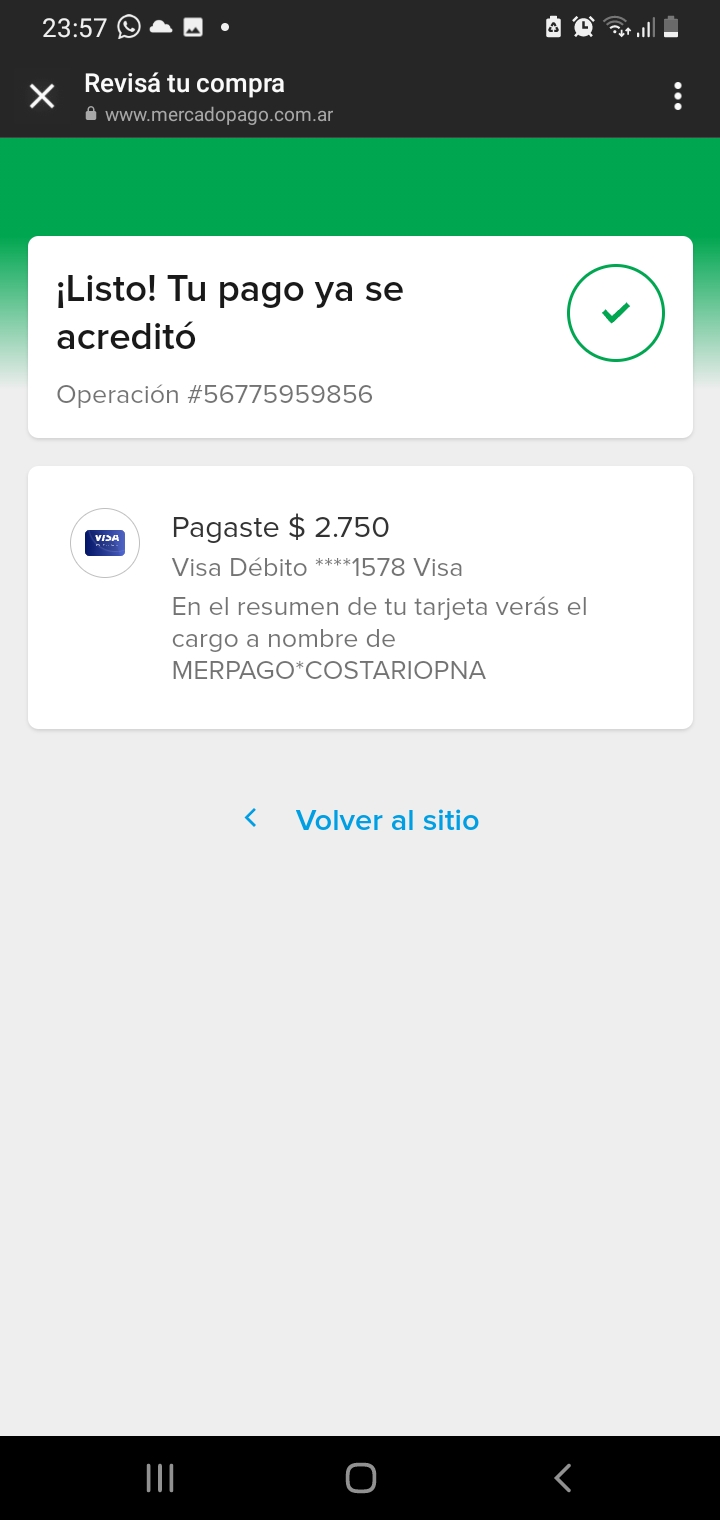 23:57
Revisá tu compra
www.mercadopago.com.ar
¡Listo! Tu pago ya se
acreditó
Operación #56775959856
VISA
Pagaste $ 2.750
Visa Débito ****1578 Visa
En el resumen de tu tarjeta verás el
cargo a nombre de
MERPAGO*COSTARIOPNA
Volver al sitio